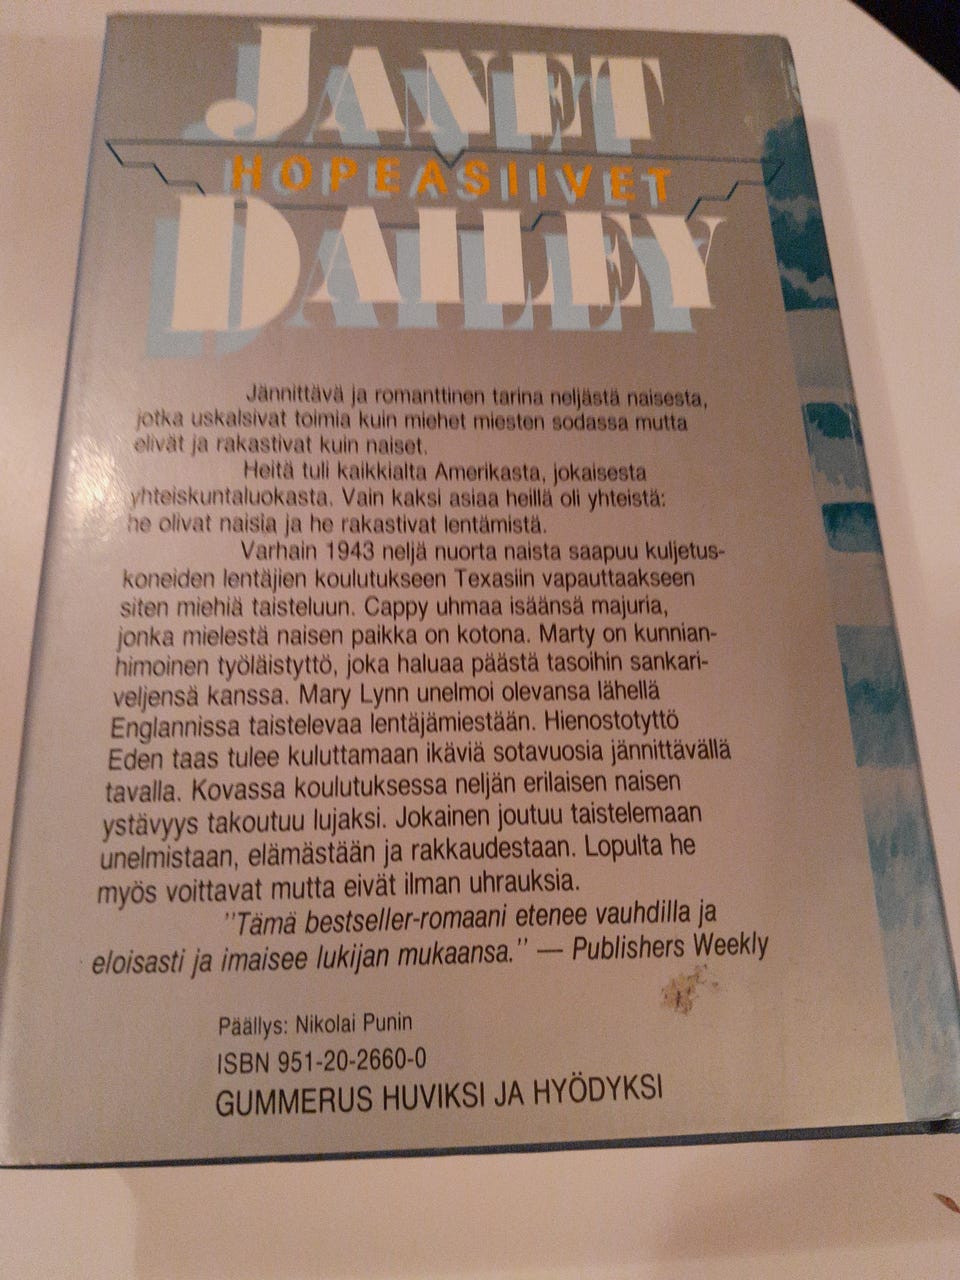 JANET
HOPEASIIVET
DAILEY
Jännittävä ja romanttinen tarina neljästä naisesta,
jotka uskalsivat toimia kuin miehet miesten sodassa mutta
elivät ja rakastivat kuin naiset.
Heitä tuli kaikkialta Amerikasta, jokaisesta
yhteiskuntaluokasta. Vain kaksi asiaa heillä oli yhteistä:
he olivat naisia ja he rakastivat lentämistä.
Varhain 1943 neljä nuorta naista saapuu kuljetus-
koneiden lentäjien koulutukseen Texasiin vapauttaakseen
siten miehiä taisteluun. Cappy uhmaa isäänsä majuria,
jonka mielestä naisen paikka on kotona. Marty on kunnian-
himoinen työläistyttö, joka haluaa päästä tasoihin sankari-
veljensä kanssa. Mary Lynn unelmoi olevansa lähellä
Englannissa taistelevaa lentäjämiestään. Hienostotyttö
Eden taas tulee kuluttamaan ikäviä sotavuosia jännittävällä
tavalla. Kovassa koulutuksessa neljän erilaisen naisen
ystävyys takoutuu lujaksi. Jokainen joutuu taistelemaan
unelmistaan, elämästään ja rakkaudestaan. Lopulta he
myös voittavat mutta eivät ilman uhrauksia.
"Tämä bestseller-romaani etenee vauhdilla ja
eloisasti ja imaisee lukijan mukaansa." — Publishers Weekly
Päällys: Nikolai Punin
ISBN 951-20-2660-0
GUMMERUS HUVIKSI JA HYÖDYKSI